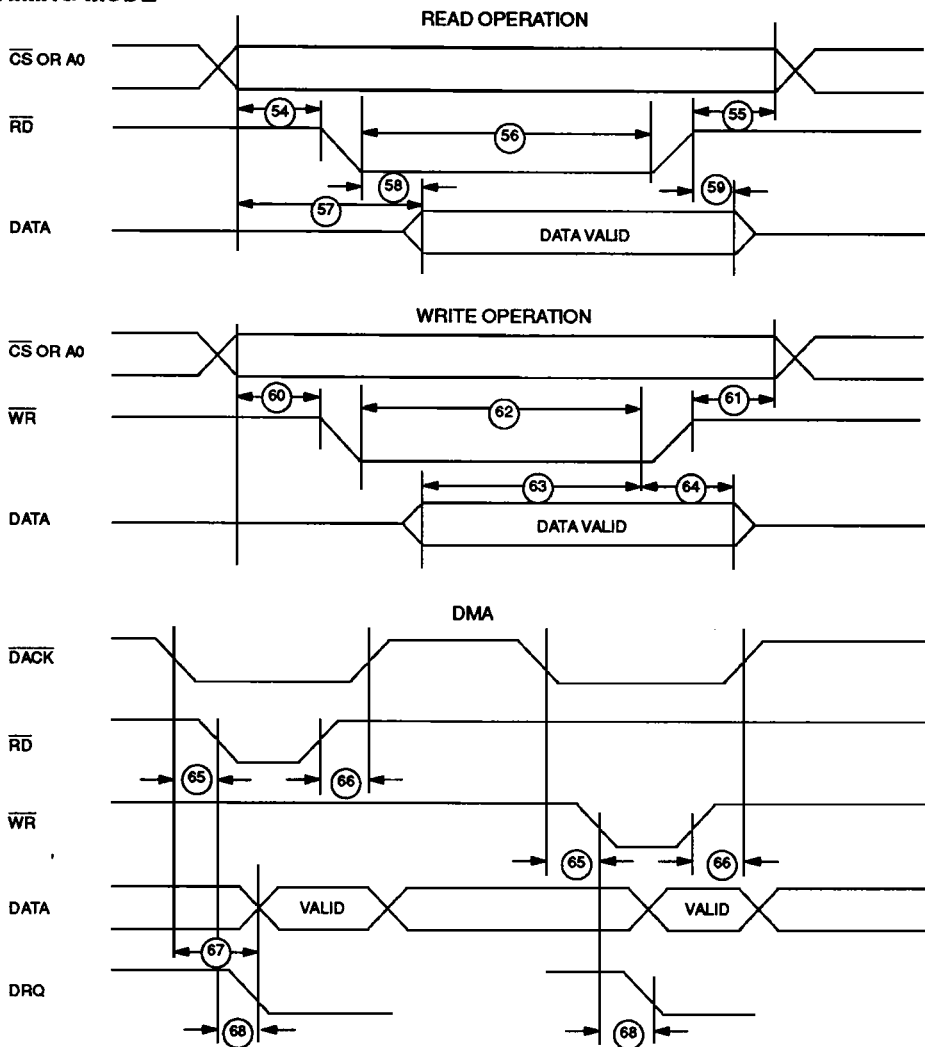 READ OPERATION
CS OR A0
54
55
RD
56
58
59
57
DATA
DATA VALID
WRITE OPERATION
CS OR A0
60
61
WR
62
63
64
DATA
DATA VALID
DMA
DACK
RD
65
66
WR
65
66
DATA
VALID
VALID
67
DRQ
68
68